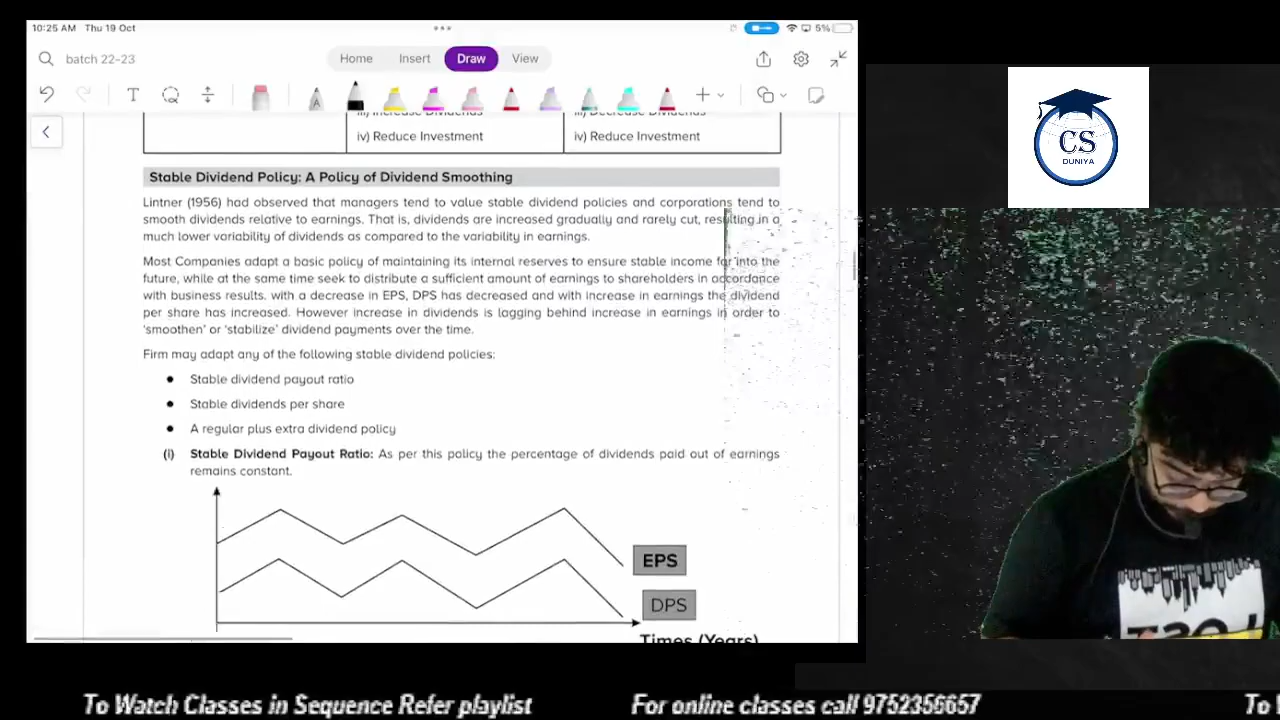 10:25 AM Thu 19 Oct
5%
batch 22-23
Home Insert Draw View
iii) Increase Dividends iii) Decrease Dividends
iv) Reduce Investment iv) Reduce Investment
Stable Dividend Policy: A Policy of Dividend Smoothing
Lintner (1956) had observed that managers tend to value stable dividend policies and corporations tend to
smooth dividends relative to earnings. That is, dividends are increased gradually and rarely cut, resulting in a
much lower variability of dividends as compared to the variability in earnings.
Most Companies adapt a basic policy of maintaining its internal reserves to ensure stable income far into the
future, while at the same time seek to distribute a sufficient amount of earnings to shareholders in accordance
with business results. with a decrease in EPS, DPS has decreased and with increase in earnings the dividend
per share has increased. However increase in dividends is lagging behind increase in earnings in order to
'smoothen' or 'stabilize' dividend payments over the time.
Firm may adapt any of the following stable dividend policies:
● Stable dividend payout ratio
● Stable dividends per share
● A regular plus extra dividend policy
(i) Stable Dividend Payout Ratio: As per this policy the percentage of dividends paid out of earnings
remains constant.
EPS
DPS
Times (Years)
CS
DUNIYA
To Watch Classes in Sequence Refer playlist For online classes call 9752356657 To